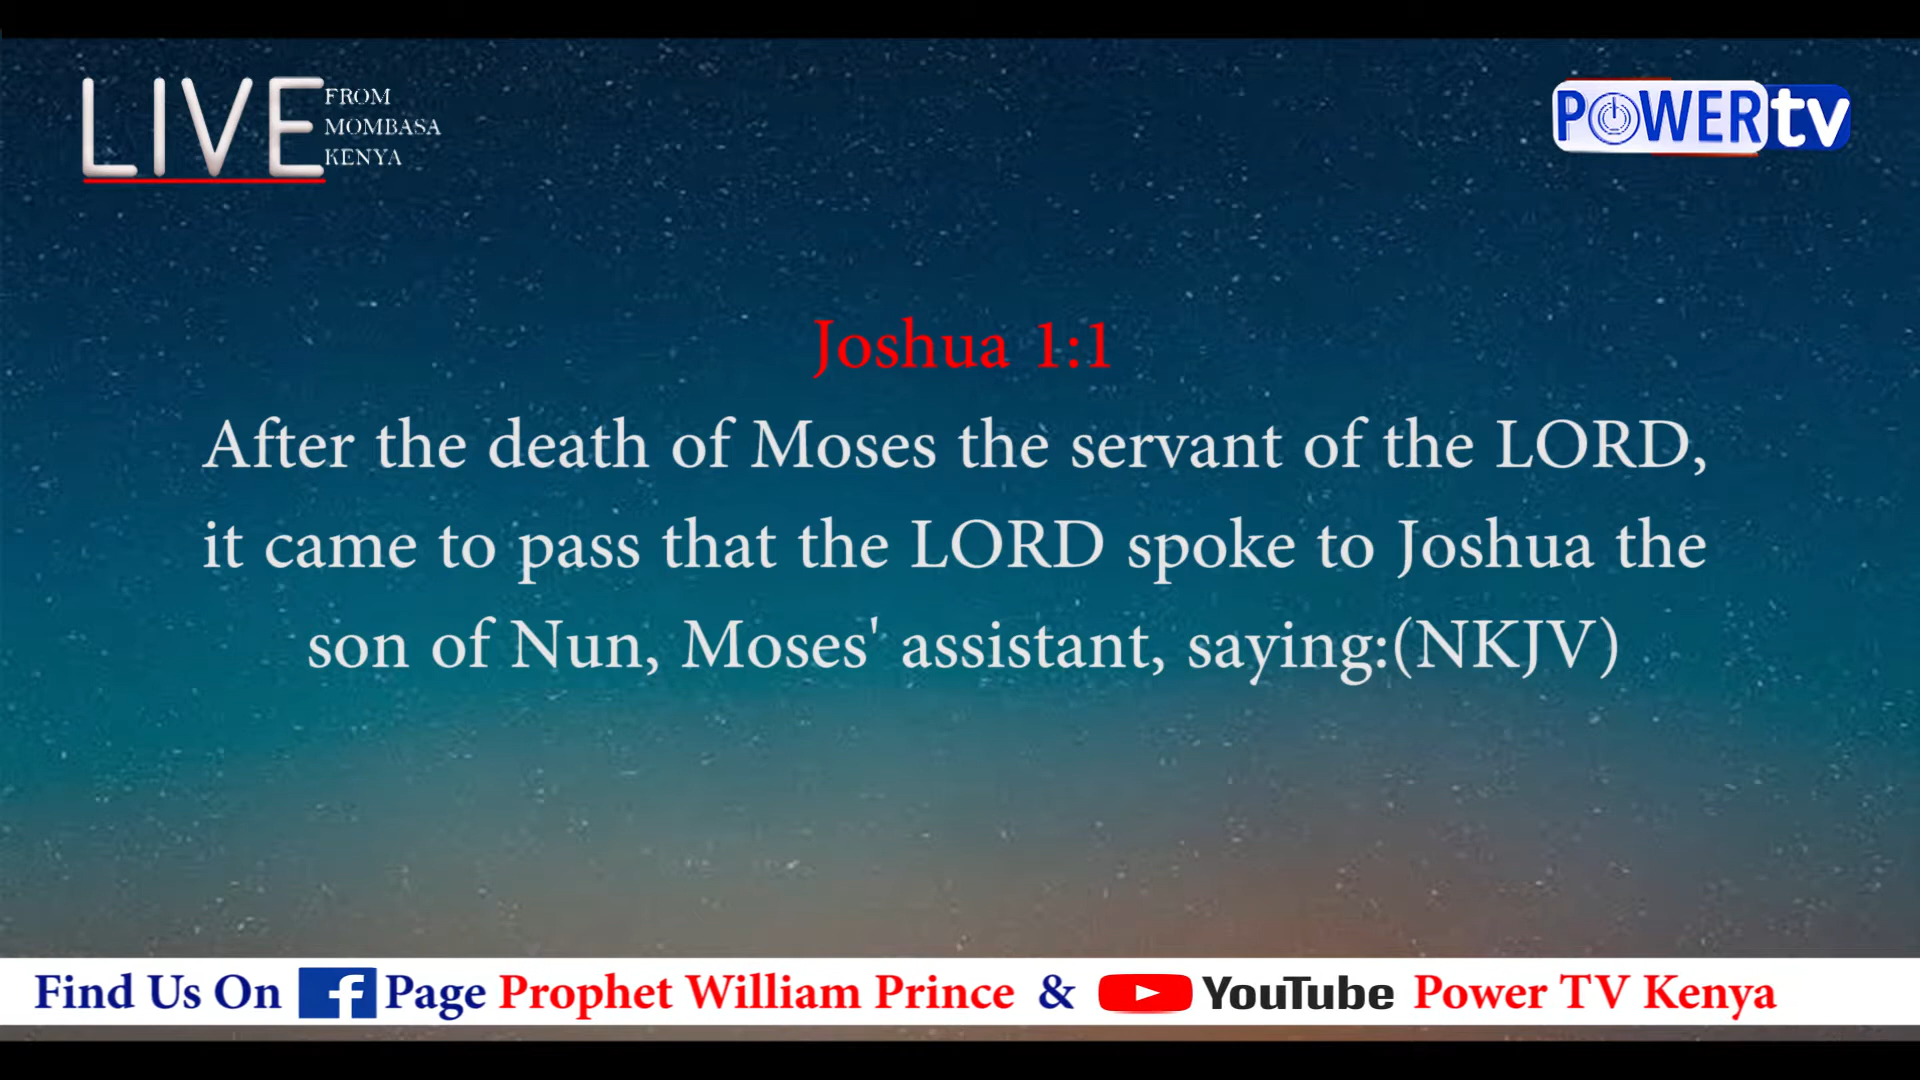 LIVE
FROM
MOMBASA
KENYA
POWERtv
Joshua 1:1
After the death of Moses the servant of the LORD,
it came to pass that the LORD spoke to Joshua the
son of Nun, Moses' assistant, saying:(NKJV)
Find Us On f Page Prophet William Prince & YouTube Power TV Kenya